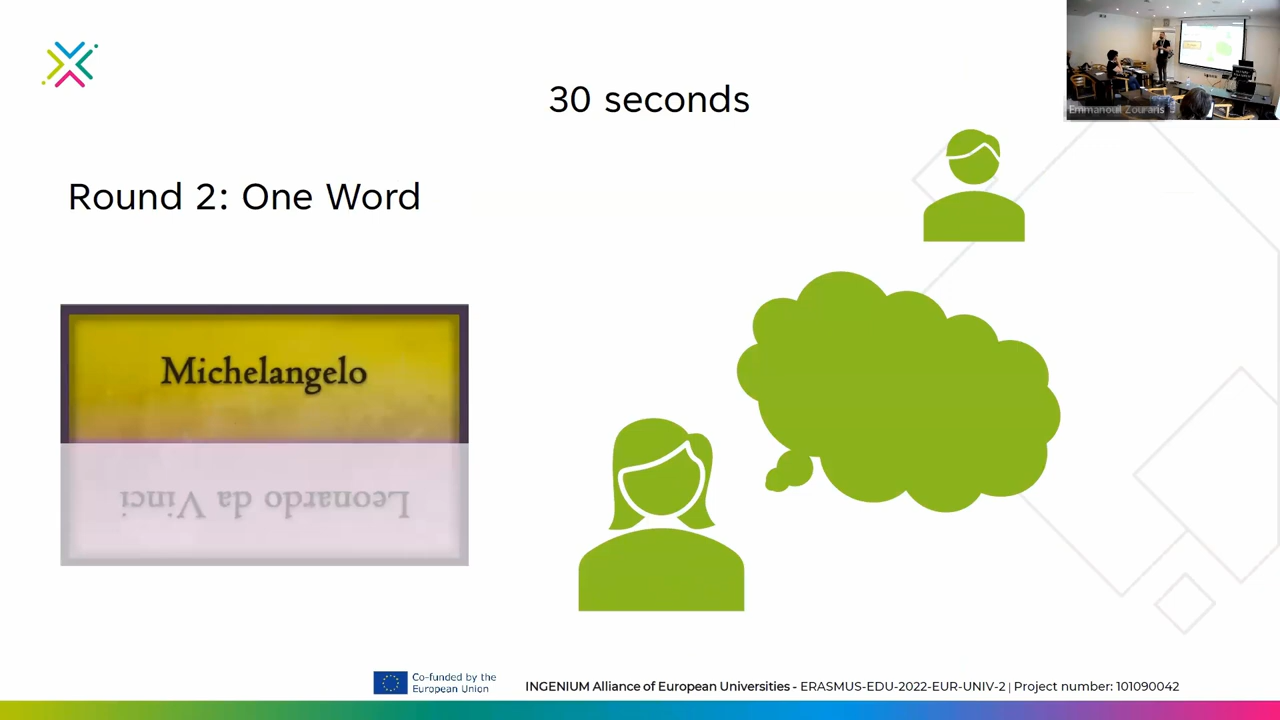 30 seconds
Emmanouil Zouraris
Round 2: One Word
Michelangelo
Leonardo da Vinci
Co-funded by the
European Union
INGENIUM Alliance of European Universities - ERASMUS-EDU-2022-EUR-UNIV-2 | Project number: 101090042